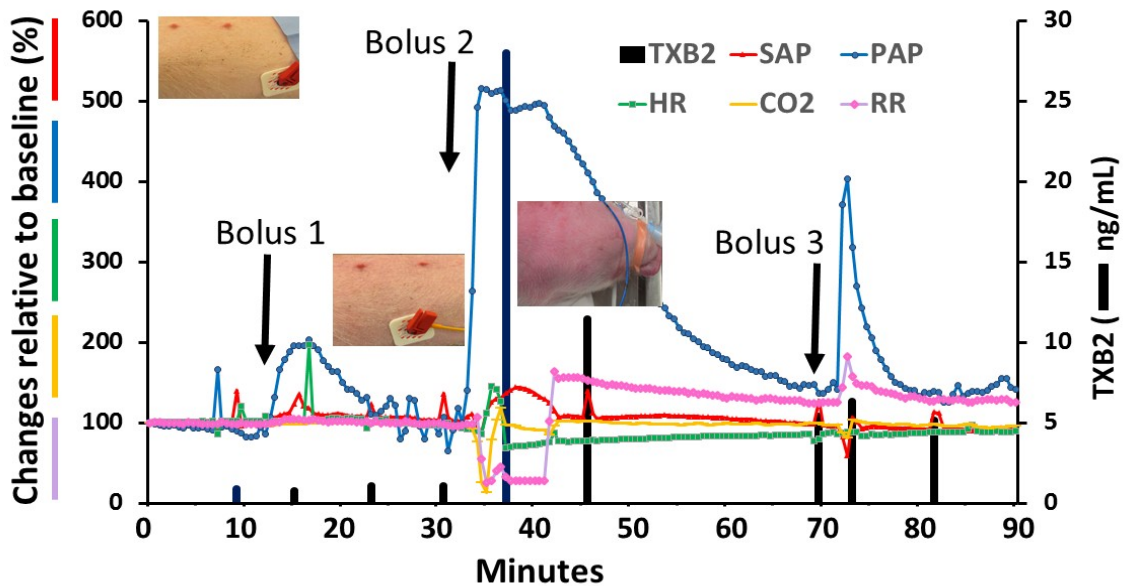 Changes relative to baseline (%)
600
500
400
300
200
100
0
Bolus 1
Bolus 2
Bolus 3
TXB2 SAP PAP
HR CO2 RR
30
25
20
15
10
5
0
TXB2 ( ng/mL)
0 10 20 30 40 50 60 70 80 90
Minutes